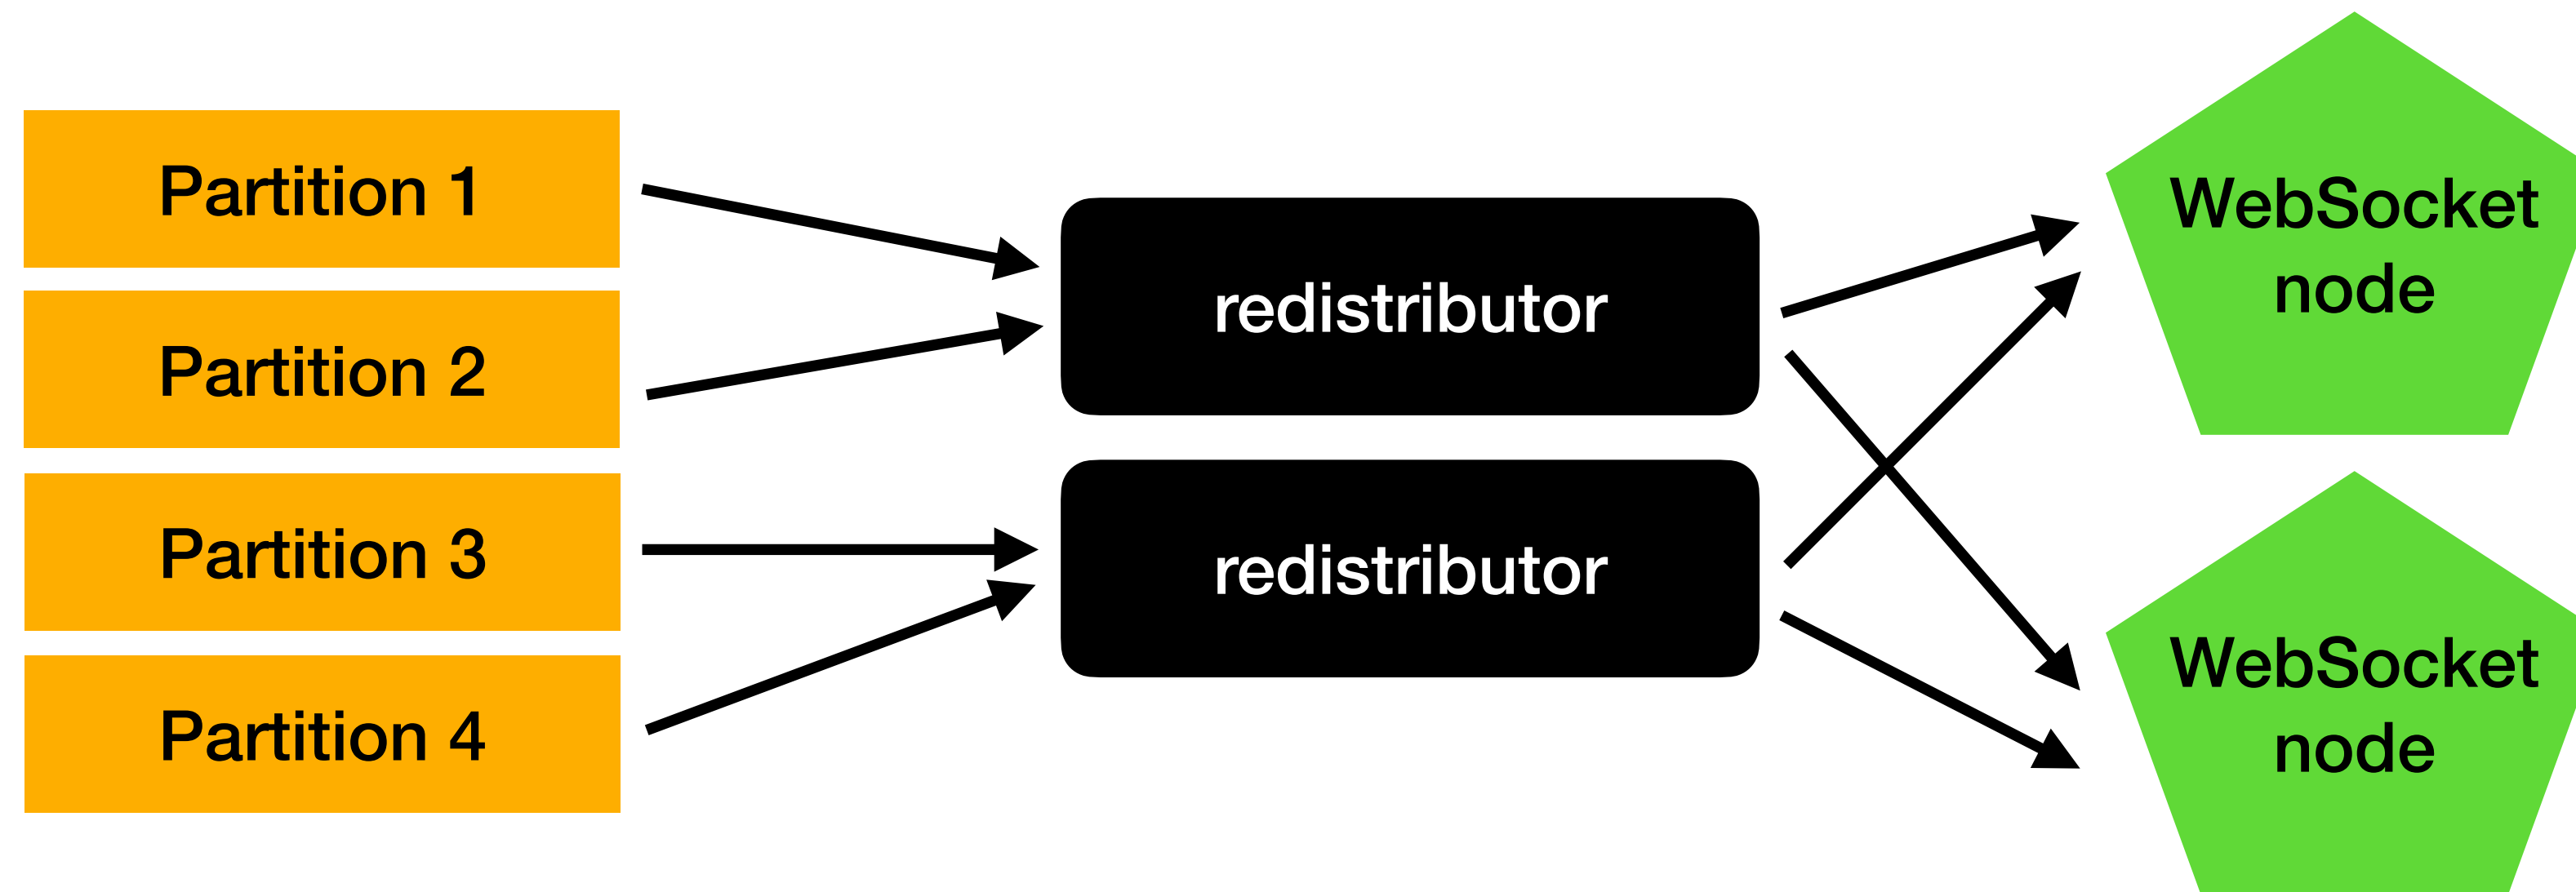 Partition 1
Partition 2
Partition 3
Partition 4
redistributor
redistributor
WebSocket
node
WebSocket
node